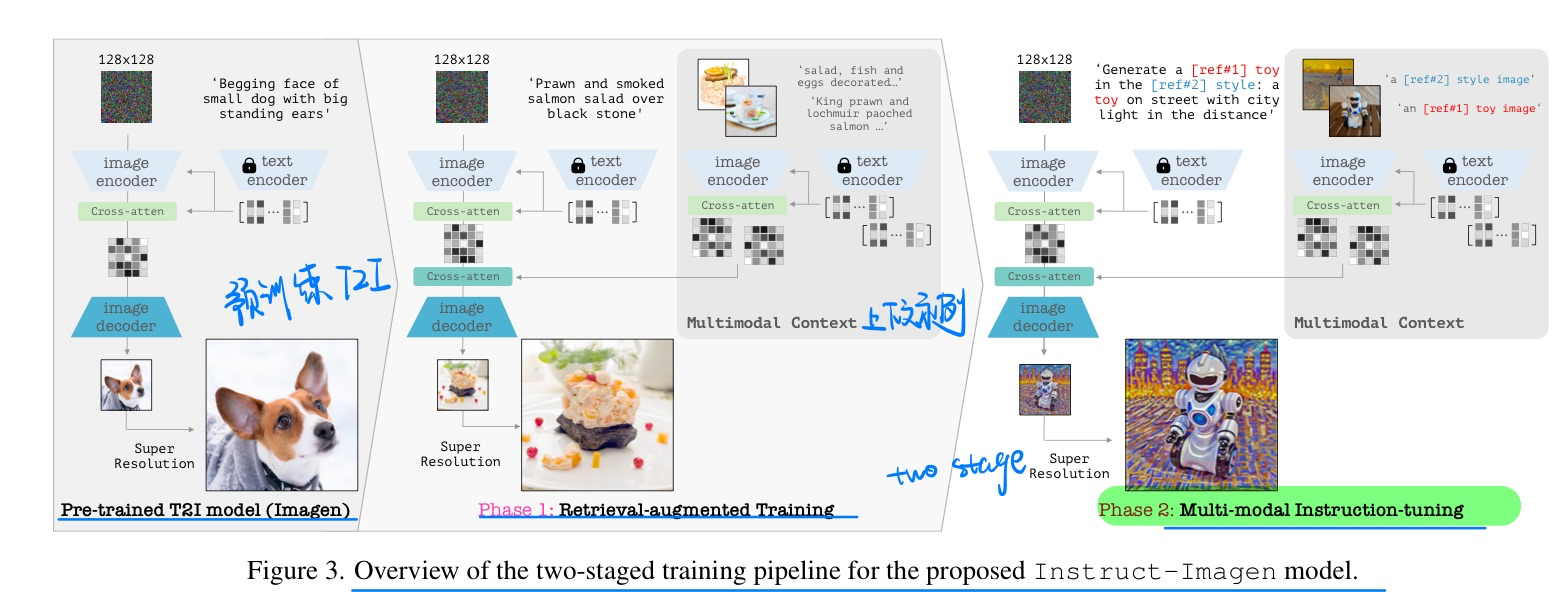 128x128
‘Begging face of
small dog with big
standing ears’
image
encoder
text
encoder
Cross-atten
[ ... ]
预训练 T2I
image
decoder
Super
Resolution
Pre-trained T2I model (Imagen)
128x128
‘Prawn and smoked
salmon salad over
black stone’
image
encoder
text
encoder
Cross-atten
[ ... ]
Cross-atten
image
decoder
Super
Resolution
‘salad, fish and
eggs decorated…’
‘King prawn and
lochmuir paoched
salmon …’
image
encoder
text
encoder
Cross-atten
[ ... ]
[ ... ]
Multimodal Context
上下文示例
Phase 1: Retrieval-augmented Training
two stage
128x128
‘Generate a [ref#1] toy
in the [ref#2] style: a
toy on street with city
light in the distance’
image
encoder
text
encoder
Cross-atten
[ ... ]
Cross-atten
image
decoder
Super
Resolution
‘a [ref#2] style image‘
‘an [ref#1] toy image‘
image
encoder
text
encoder
Cross-atten
[ ... ]
[ ... ]
Multimodal Context
Phase 2: Multi-modal Instruction-tuning
Figure 3. Overview of the two-staged training pipeline for the proposed Instruct-Imagen model.